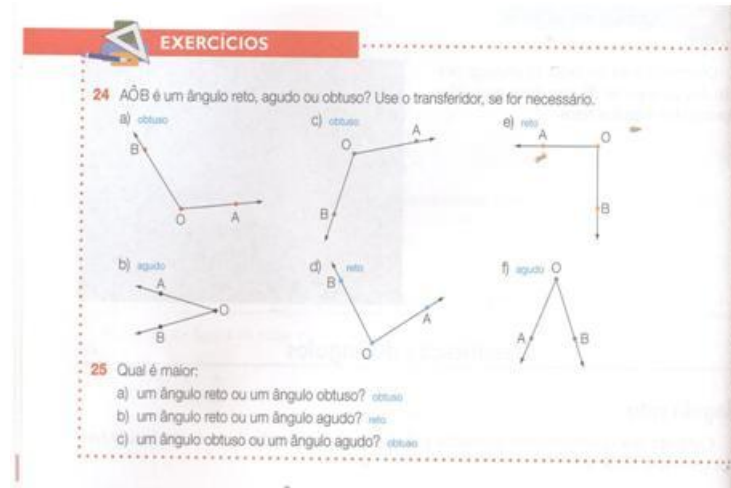 EXERCÍCIOS
24 AÔB é um ângulo reto, agudo ou obtuso? Use o transferidor, se for necessário.
a) obtuso
B
O
A
c) obtuso
O
A
B
e) reto
A
O
B
b) agudo
A
O
B
d) reto
B
A
O
f) agudo
O
A
B
25 Qual é maior:
a) um ângulo reto ou um ângulo obtuso? obtuso
b) um ângulo reto ou um ângulo agudo? reto
c) um ângulo obtuso ou um ângulo agudo? obtuso